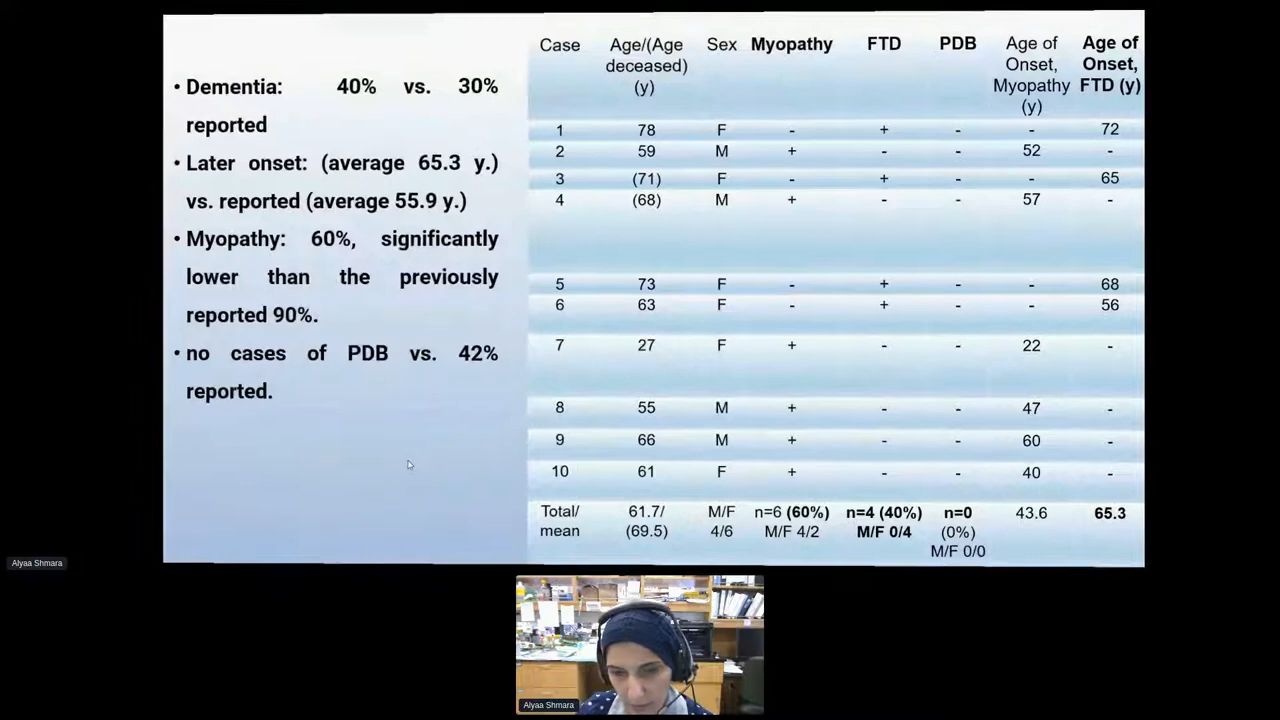 • Dementia: 40% vs. 30%
reported
• Later onset: (average 65.3 y.)
vs. reported (average 55.9 y.)
• Myopathy: 60%, significantly
lower than the previously
reported 90%.
• no cases of PDB vs. 42%
reported.
Case Age/(Age deceased) (y) Sex Myopathy FTD PDB Age of Onset, Myopathy (y) Age of Onset, FTD (y)
1 78 F - + - - 72
2 59 M + - - 52 -
3 (71) F - + - - 65
4 (68) M + - - 57 -
5 73 F - + - - 68
6 63 F - + - - 56
7 27 F + - - 22 -
8 55 M + - - 47 -
9 66 M + - - 60 -
10 61 F + - - 40 -
Total/ 61.7/ M/F n=6 (60%) n=4 (40%) n=0 43.6 65.3
mean (69.5) 4/6 M/F 4/2 M/F 0/4 (0%)
M/F 0/0
Alyaa Shmara
Alyaa Shmara